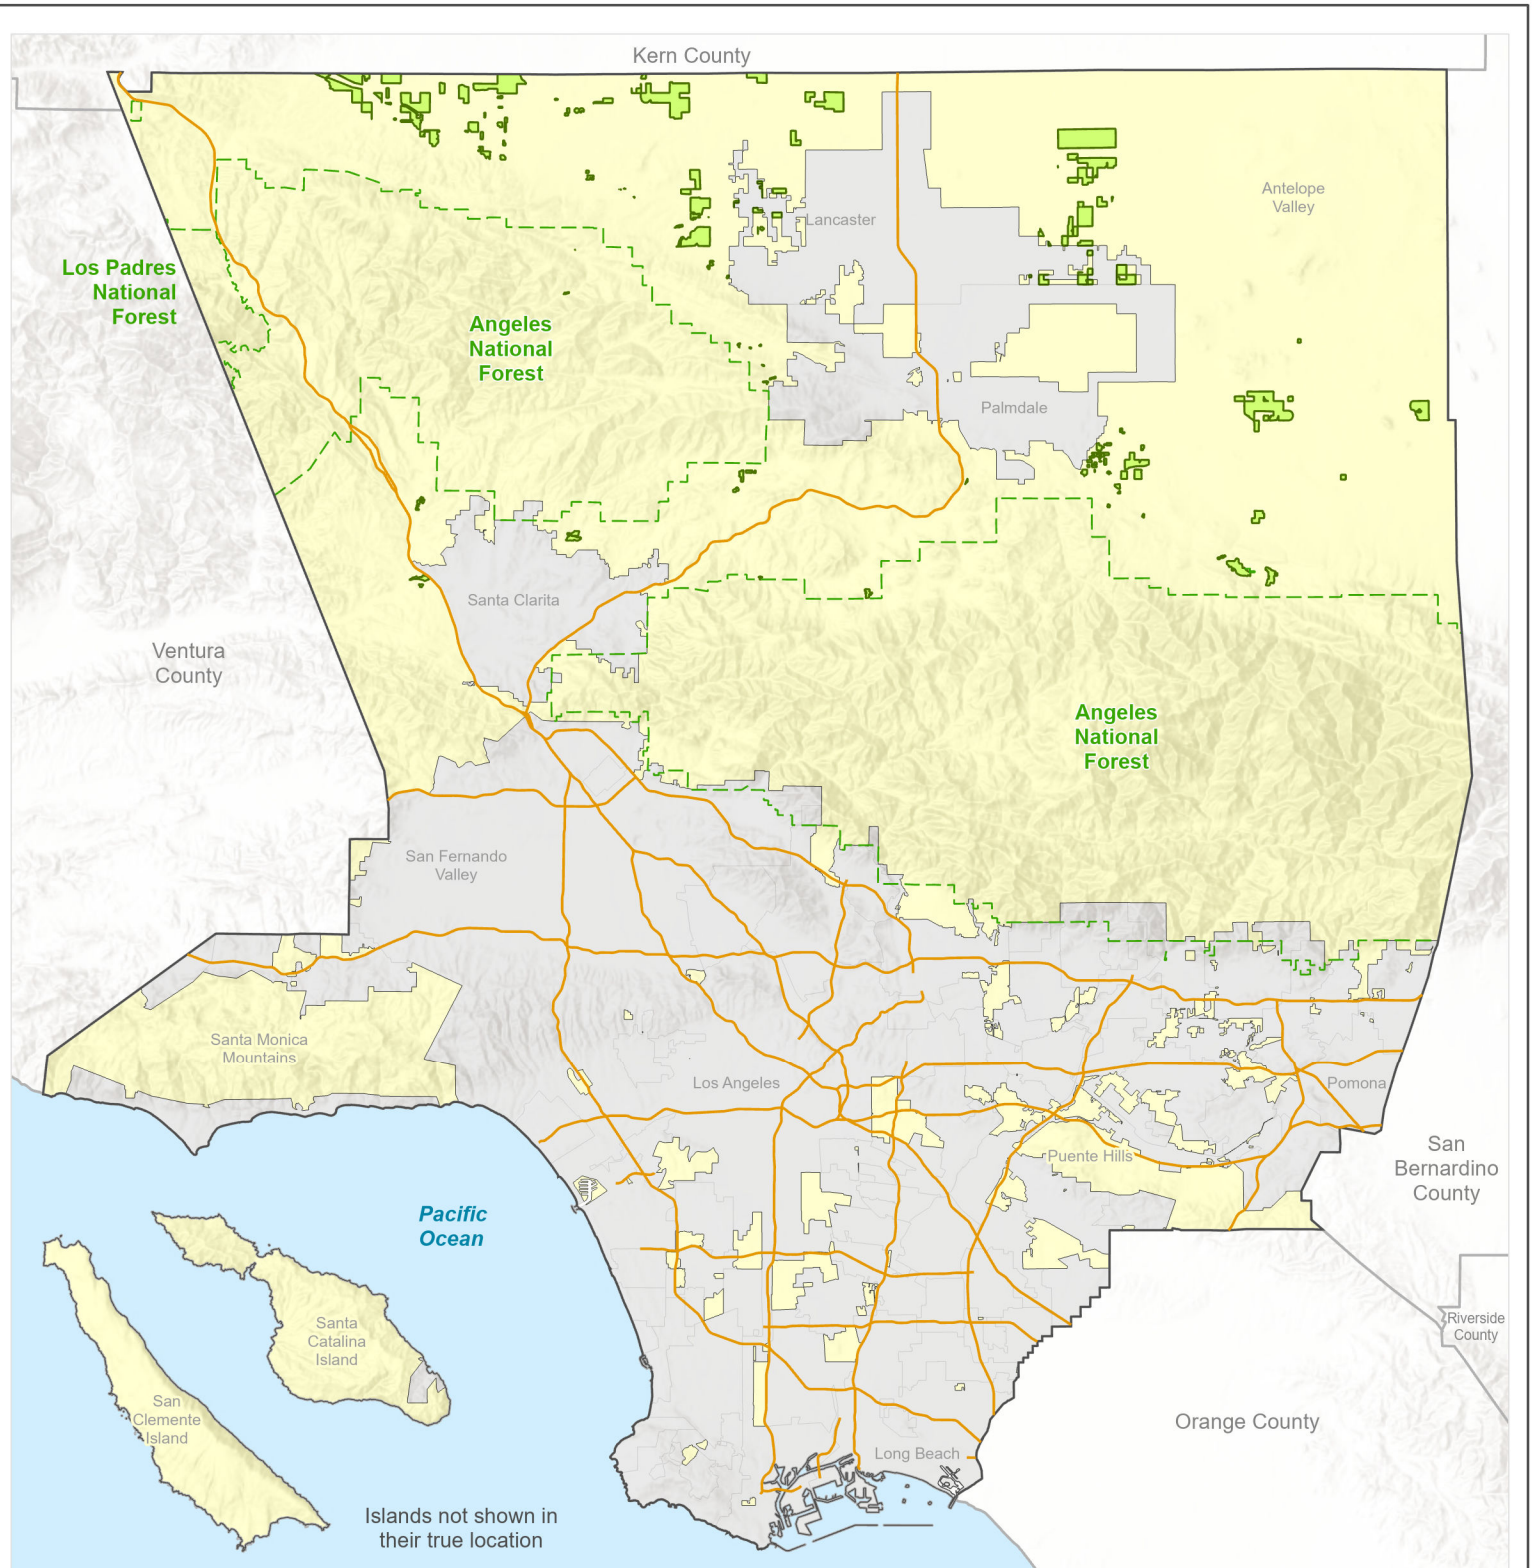 Kern County
Antelope
Valley
Lancaster
Los Padres
National
Forest
Angeles
National
Forest
Palmdale
Santa Clarita
Ventura
County
Angeles
National
Forest
San Fernando
Valley
Santa Monica
Mountains
Los Angeles
Pomona
Puente Hills
San
Bernardino
County
Pacific
Ocean
Santa
Catalina
Island
Riverside
County
San
Clemente
Island
Orange County
Long Beach
Islands not shown in
their true location